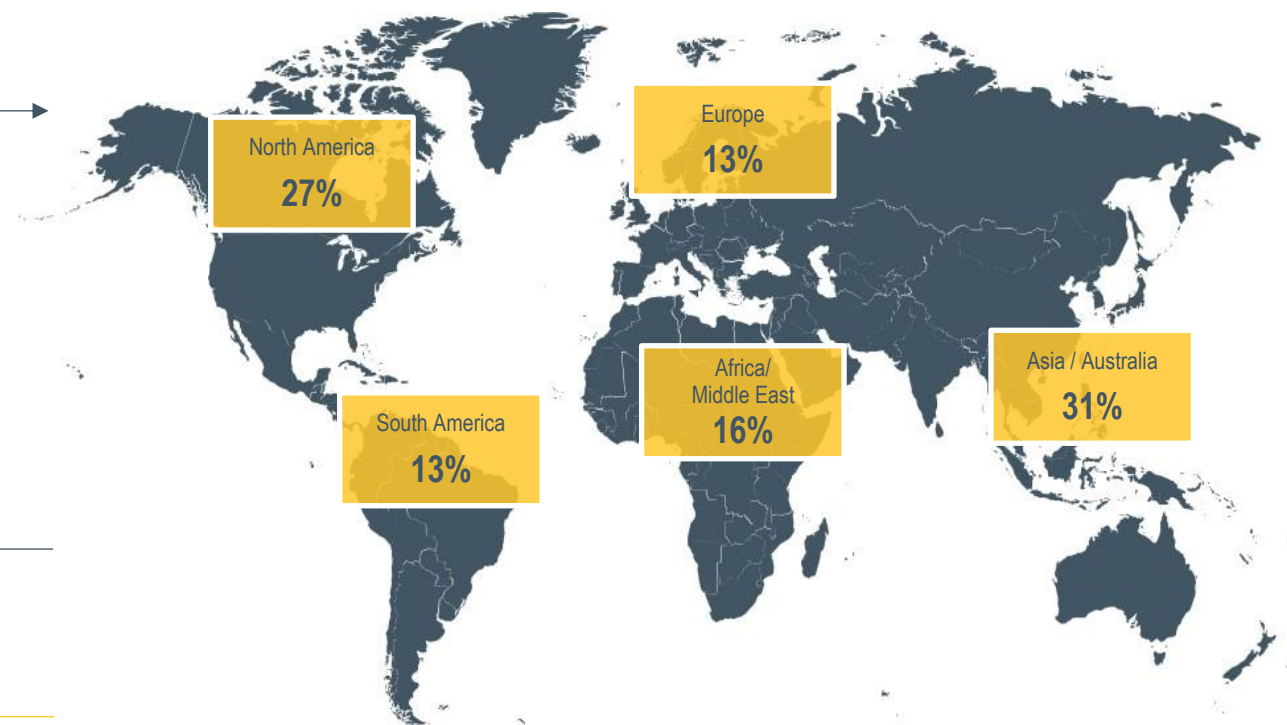 Europe
13%
North America
27%
Asia / Australia
31%
Africa/
Middle East
16%
South America
13%